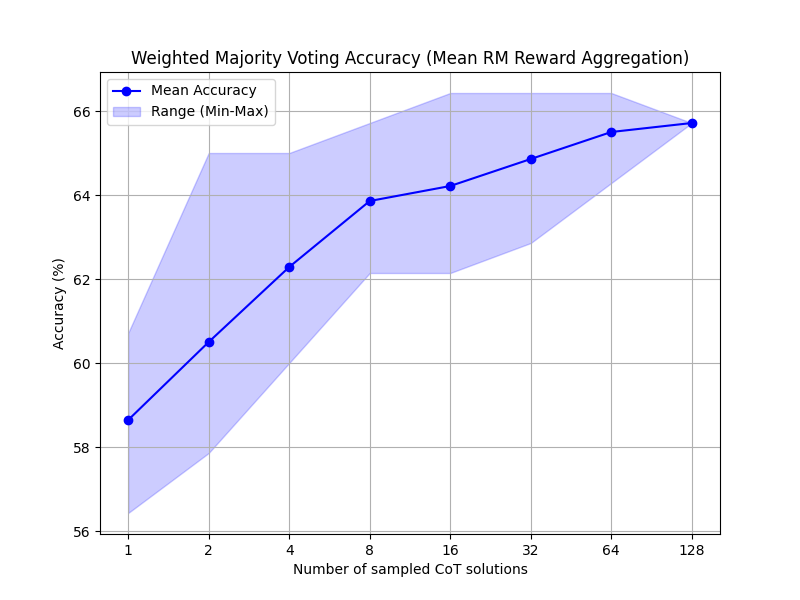 Weighted Majority Voting Accuracy (Mean RM Reward Aggregation)
Mean Accuracy
Range (Min-Max)
Accuracy (%)
66
64
62
60
58
56
1 2 4 8 16 32 64 128
Number of sampled CoT solutions